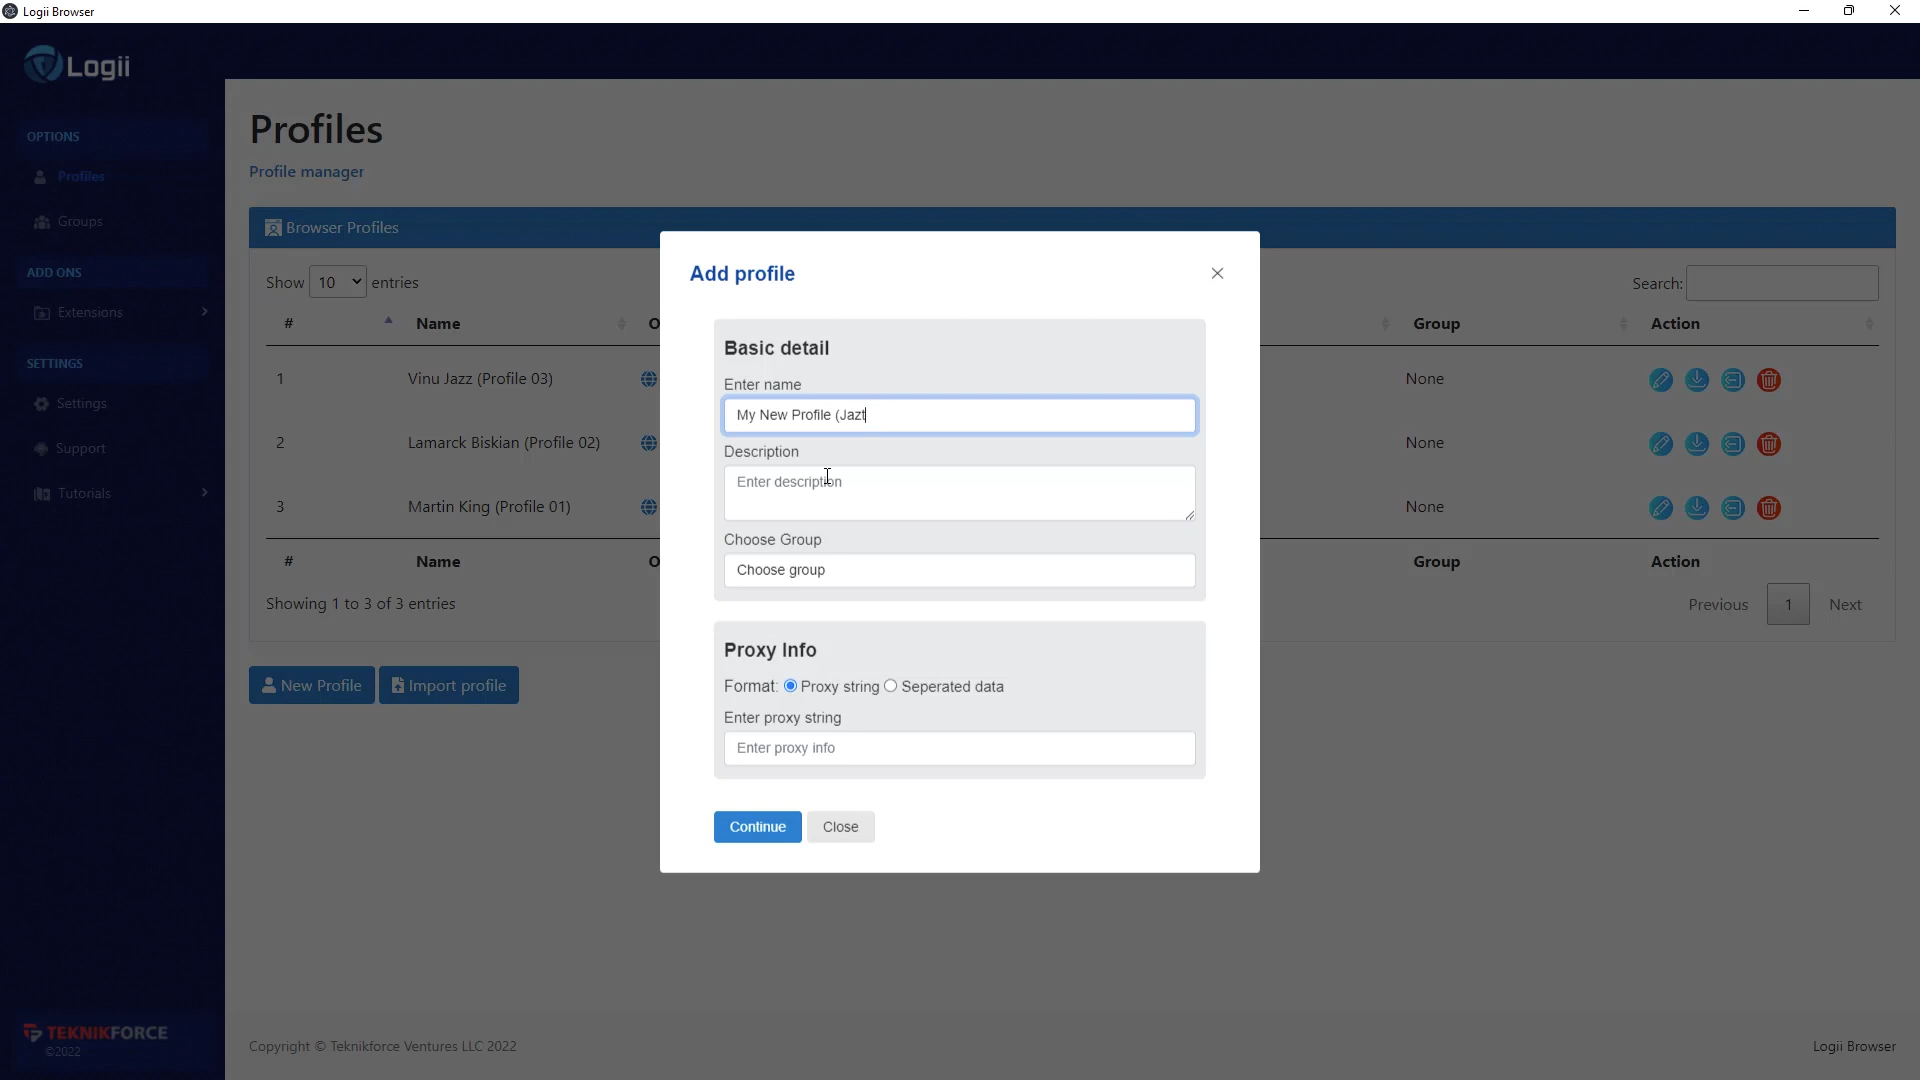 Logii Browser
Logii
OPTIONS
Profiles
Groups
ADD ONS
Extensions
SETTINGS
Settings
Support
Tutorials
TEKNIKFORCE
©2022
Profiles
Profile manager
Browser Profiles
Show 10 entries
Search:
# Name O Group Action
1 Vinu Jazz (Profile 03) None
2 Lamarck Biskian (Profile 02) None
3 Martin King (Profile 01) None
# Name O Group Action
Showing 1 to 3 of 3 entries
Previous 1 Next
New Profile Import profile
Add profile
Basic detail
Enter name
My New Profile (Jazt
Description
Enter description
Choose Group
Choose group
Proxy Info
Format: Proxy string Seperated data
Enter proxy string
Enter proxy info
Continue Close
Copyright © Teknikforce Ventures LLC 2022
Logii Browser